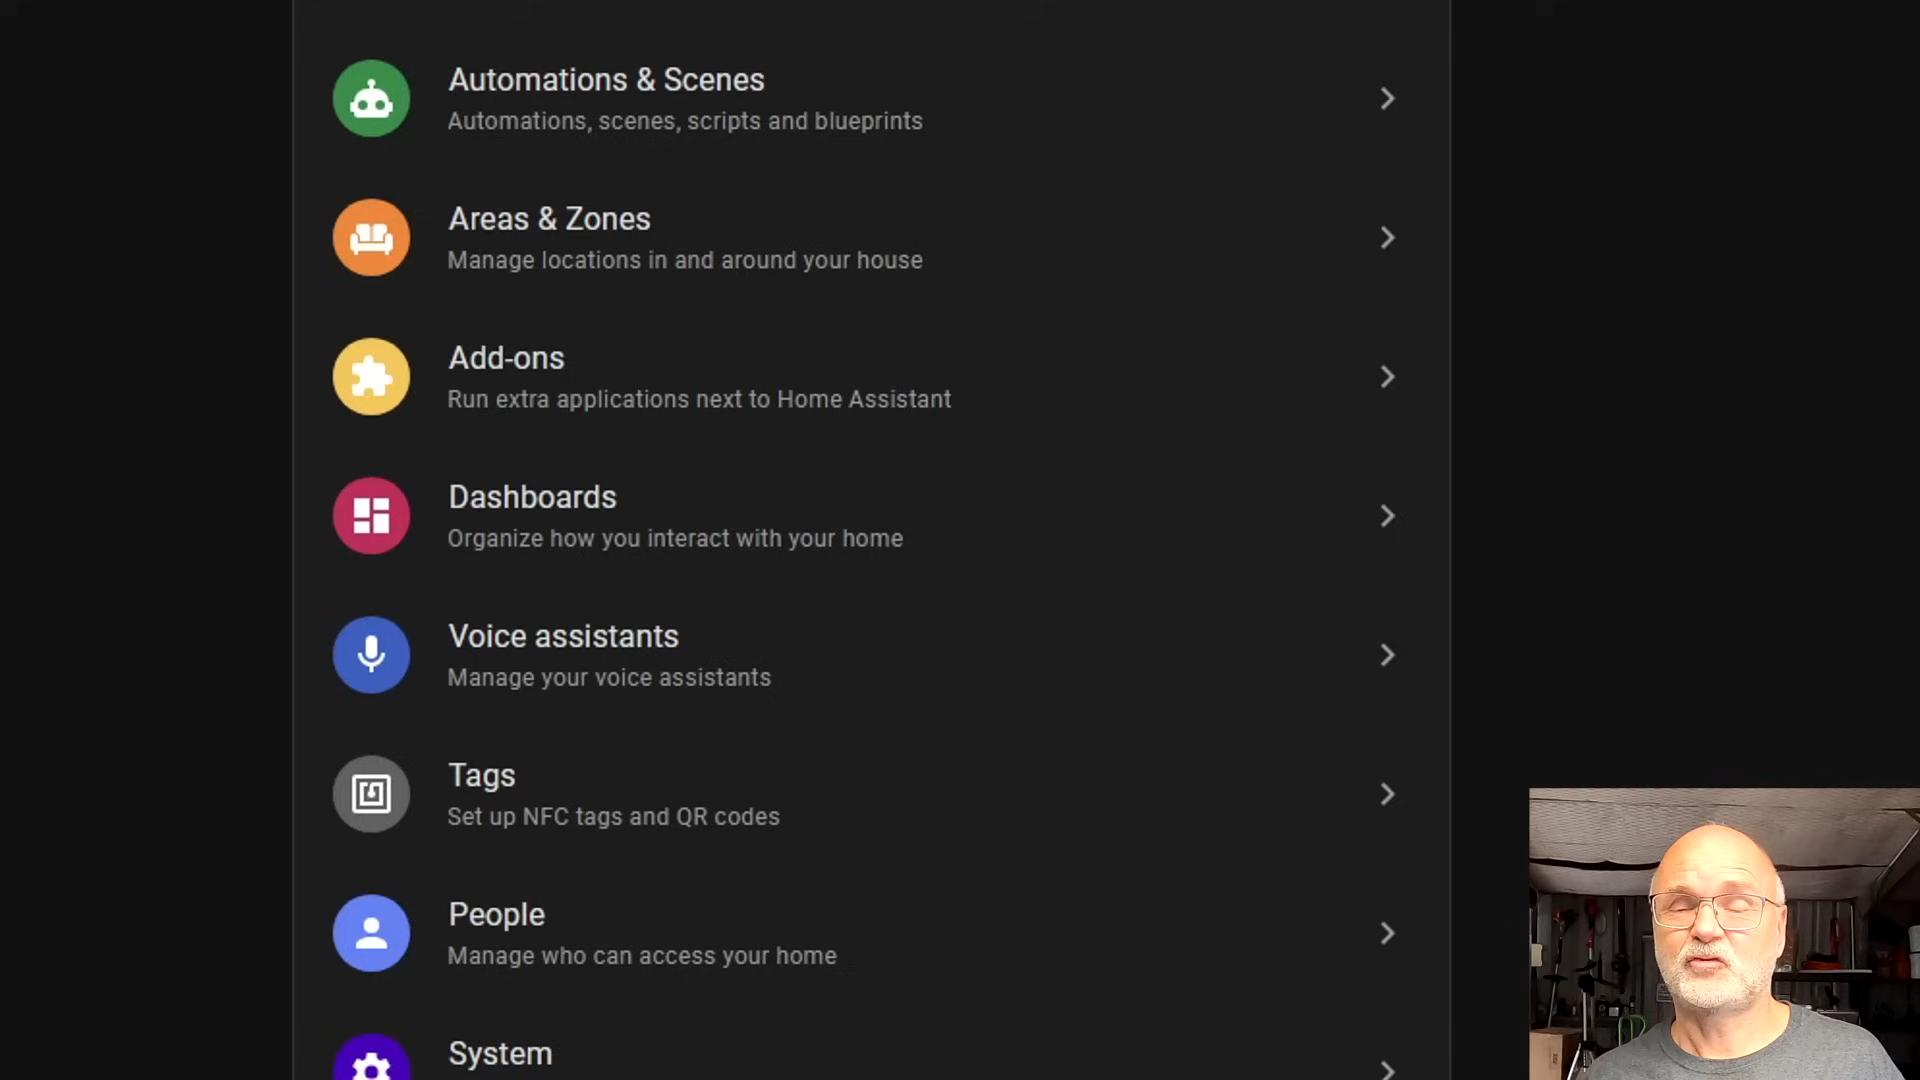 Automations & Scenes
Automations, scenes, scripts and blueprints
Areas & Zones
Manage locations in and around your house
Add-ons
Run extra applications next to Home Assistant
Dashboards
Organize how you interact with your home
Voice assistants
Manage your voice assistants
Tags
Set up NFC tags and QR codes
People
Manage who can access your home
System